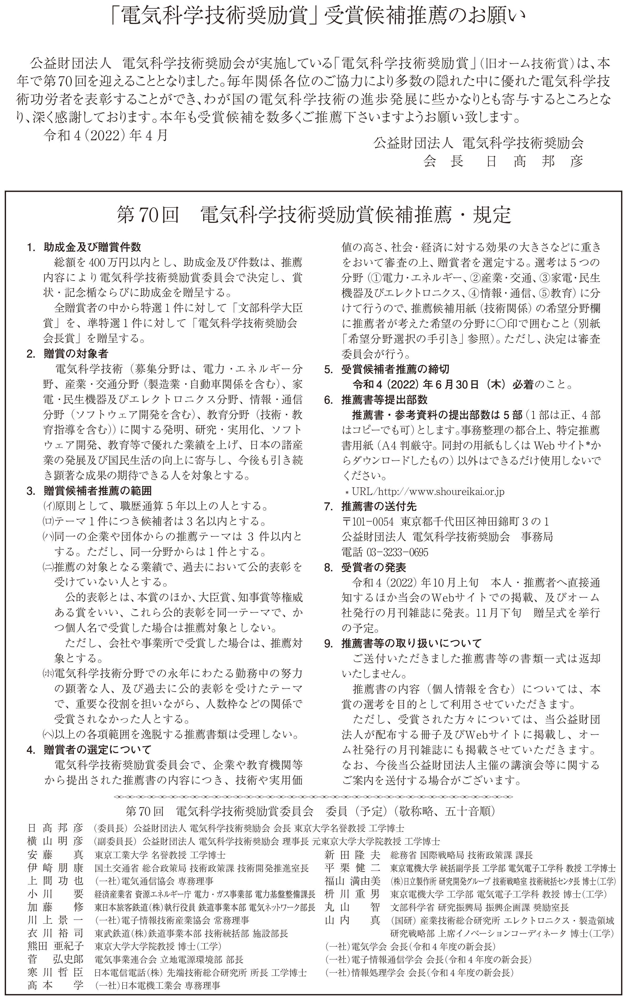 「電気科学技術奨励賞」受賞候補推薦のお願い
公益財団法人 電気科学技術奨励会が実施している「電気科学技術奨励賞」（旧オーム技術賞）は、本
年で第70回を迎えることとなりました。毎年関係各位のご協力により多数の隠れた中に優れた電気科学技
術功労者を表彰することができ、わが国の電気科学技術の進歩発展に些かなりとも寄与するところとな
り、深く感謝しております。本年も受賞候補を数多くご推薦下さいますようお願い致します。
令和4（2022）年4月
公益財団法人 電気科学技術奨励会
会 長 日 髙 邦 彦
第70回 電気科学技術奨励賞候補推薦・規定
1. 助成金及び贈賞件数
総額を400万円以内とし、助成金及び件数は、推薦
内容により電気科学技術奨励賞委員会で決定し、賞
状・記念楯ならびに助成金を贈呈する。
全贈賞者の中から特選1件に対して「文部科学大臣
賞」を、準特選1件に対して「電気科学技術奨励会
会長賞」を贈呈する。
2. 贈賞の対象者
電気科学技術（募集分野は、電力・エネルギー分
野、産業・交通分野（製造業・自動車関係を含む）、家
電・民生機器及びエレクトロニクス分野、情報・通信
分野（ソフトウェア開発を含む）、教育分野（技術・教
育指導を含む））に関する発明、研究・実用化、ソフト
ウェア開発、教育等で優れた業績を上げ、日本の諸産
業の発展及び国民生活の向上に寄与し、今後も引き続
き顕著な成果の期待できる人を対象とする。
3. 贈賞候補者推薦の範囲
㈑原則として、職歴通算5年以上の人とする。
㈺テーマ1件につき候補者は3名以内とする。
㈩同一の企業や団体からの推薦テーマは3件以内と
する。ただし、同一分野からは1件とする。
㈥推薦の対象となる業績で、過去において公的表彰を
受けていない人とする。
公的表彰とは、本賞のほか、大臣賞、知事賞等権威
ある賞をいい、これら公的表彰を同一テーマで、か
つ個人名で受賞した場合は推薦対象としない。
ただし、会社や事業所で受賞した場合は、推薦対
象とする。
(ホ)電気科学技術分野での永年にわたる勤務中の努力
の顕著な人、及び過去に公的表彰を受けたテーマ
で、重要な役割を担いながら、人数枠などの関係で
受賞されなかった人とする。
(ヘ)以上の各項範囲を逸脱する推薦書類は受理しない。
4. 贈賞者の選定について
電気科学技術奨励賞委員会で、企業や教育機関等
から提出された推薦書の内容につき、技術や実用価
値の高さ、社会・経済に対する効果の大きさなどに重き
をおいて審査の上、贈賞者を選定する。選考は5つの
分野（①電力・エネルギー、②産業・交通、③家電・民生
機器及びエレクトロニクス、④情報・通信、⑤教育）に分
けて行うので、推薦候補用紙（技術関係）の希望分野欄
に推薦者が考えた希望の分野に〇印で囲むこと（別紙
「希望分野選択の手引き」参照）。ただし、決定は審査
委員会が行う。
5. 受賞候補者推薦の締切
令和4（2022）年6月30日（木）必着のこと。
6. 推薦書等提出部数
推薦書・参考資料の提出部数は5部（1部は正、4部
はコピーでも可）とします。事務整理の都合上、特定推薦
書用紙（A4判厳守。同封の用紙もしくはWebサイト*か
らダウンロードしたもの）以外はできるだけ使用しないで
ください。
* URL/http://www.shoureikai.or.jp
7. 推薦書の送付先
〒101-0054 東京都千代田区神田錦町3の1
公益財団法人 電気科学技術奨励会 事務局
電話 03-3233-0695
8. 受賞者の発表
令和4（2022）年10月上旬 本人・推薦者へ直接通
知するほか当会のWebサイトでの掲載、及びオーム
社発行の月刊雑誌に発表。11月下旬 贈呈式を挙行
の予定。
9. 推薦書等の取り扱いについて
ご送付いただきました推薦書等の書類一式は返却
いたしません。
推薦書の内容（個人情報を含む）については、本
賞の選考を目的として利用させていただきます。
ただし、受賞された方々については、当公益財団
法人が配布する冊子及びWebサイトに掲載し、オー
ム社発行の月刊雑誌にも掲載させていただきます。
なお、今後当公益財団法人主催の講演会等に関する
ご案内を送付する場合がございます。
第70回 電気科学技術奨励賞委員会 委員（予定）（敬称略、五十音順）
日髙邦彦 （委員長）公益財団法人 電気科学技術奨励会 会長 東京大学名誉教授 工学博士
横山明彦 （副委員長）公益財団法人 電気科学技術奨励会 理事長 元東京大学大学院教授 工学博士
安藤 真 東京工業大学 名誉教授 工学博士
伊崎朋康 国土交通省 総合政策局 技術政策課 技術開発推進室長
上間功也 （一社）電気通信協会 専務理事
小川 要 経済産業省 資源エネルギー庁 電力・ガス事業部 電力基盤整備課長
加藤 修 東日本旅客鉄道（株）執行役員 鉄道事業本部 電気ネットワーク部長
川上景一 （一社）電子情報技術産業協会 常務理事
衣川裕司 東武鉄道（株）鉄道事業本部 技術統括部 施設部長
熊田 亜紀子 東京大学大学院教授 博士（工学）
菅 弘史郎 電気事業連合会 立地電源環境部 部長
寒川哲臣 日本電信電話（株） 先端技術総合研究所 所長 工学博士
髙本 学 （一社）日本電機工業会 専務理事
新田隆夫 総務省 国際戦略局 技術政策課 課長
平栗健二 東京電機大学 統括副学長 工学部 電気電子工学科 教授 工学博士
福山 満由美 （株）日立製作所 研究開発グループ 技術戦略室 技術統括センタ長 博士（工学）
枡川重男 東京電機大学 工学部 電気電子工学科 教授 博士（工学）
丸山 智 文部科学省 研究振興局 振興企画課 奨励室長
山内 真 （国研）産業技術総合研究所 エレクトロニクス・製造領域
研究戦略部 上席イノベーションコーディネータ 博士（工学）
（一社）電気学会 会長（令和4年度の新会長）
（一社）電子情報通信学会 会長（令和4年度の新会長）
（一社）情報処理学会 会長（令和4年度の新会長）